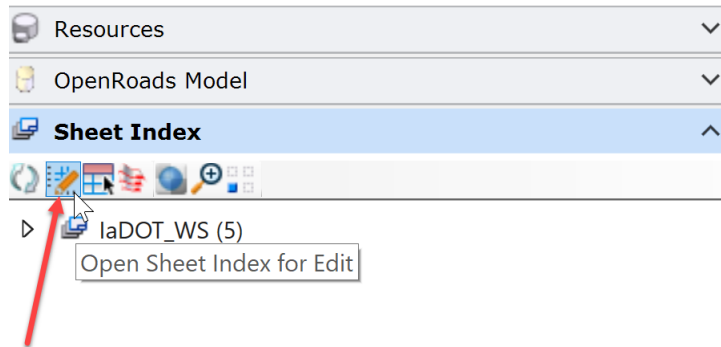 Resources
OpenRoads Model
Sheet Index
IaDOT_WS (5)
Open Sheet Index for Edit